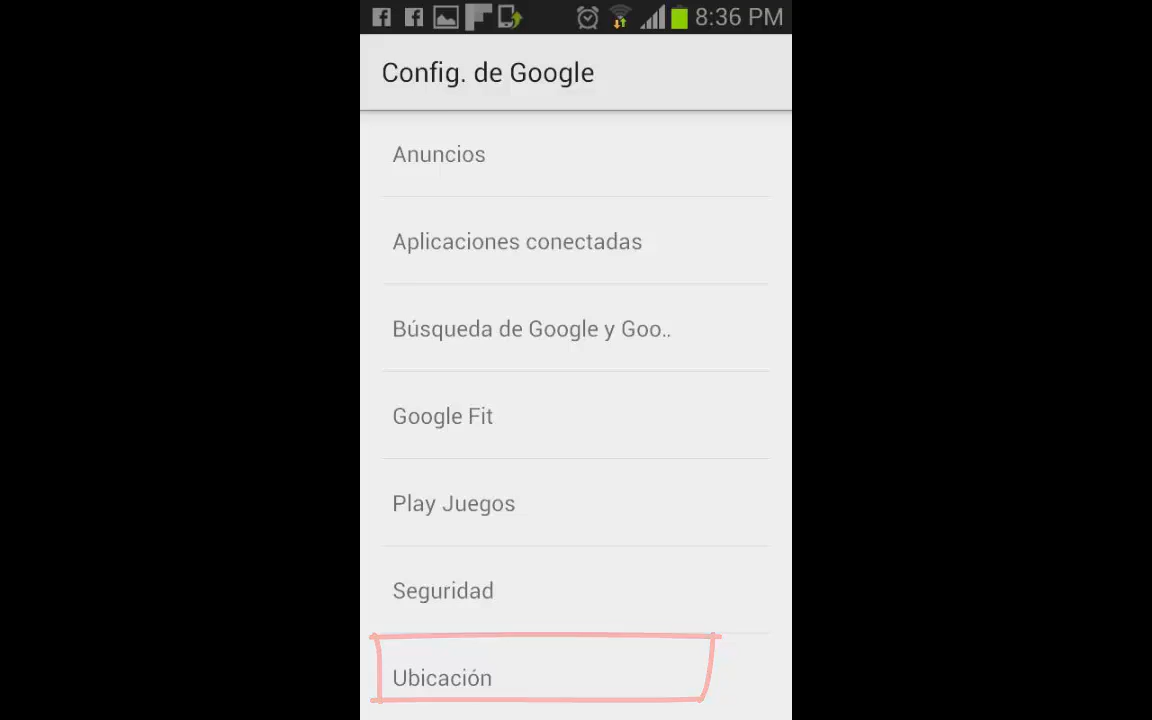 8:36 PM
Config. de Google
Anuncios
Aplicaciones conectadas
Búsqueda de Google y Goo..
Google Fit
Play Juegos
Seguridad
Ubicación